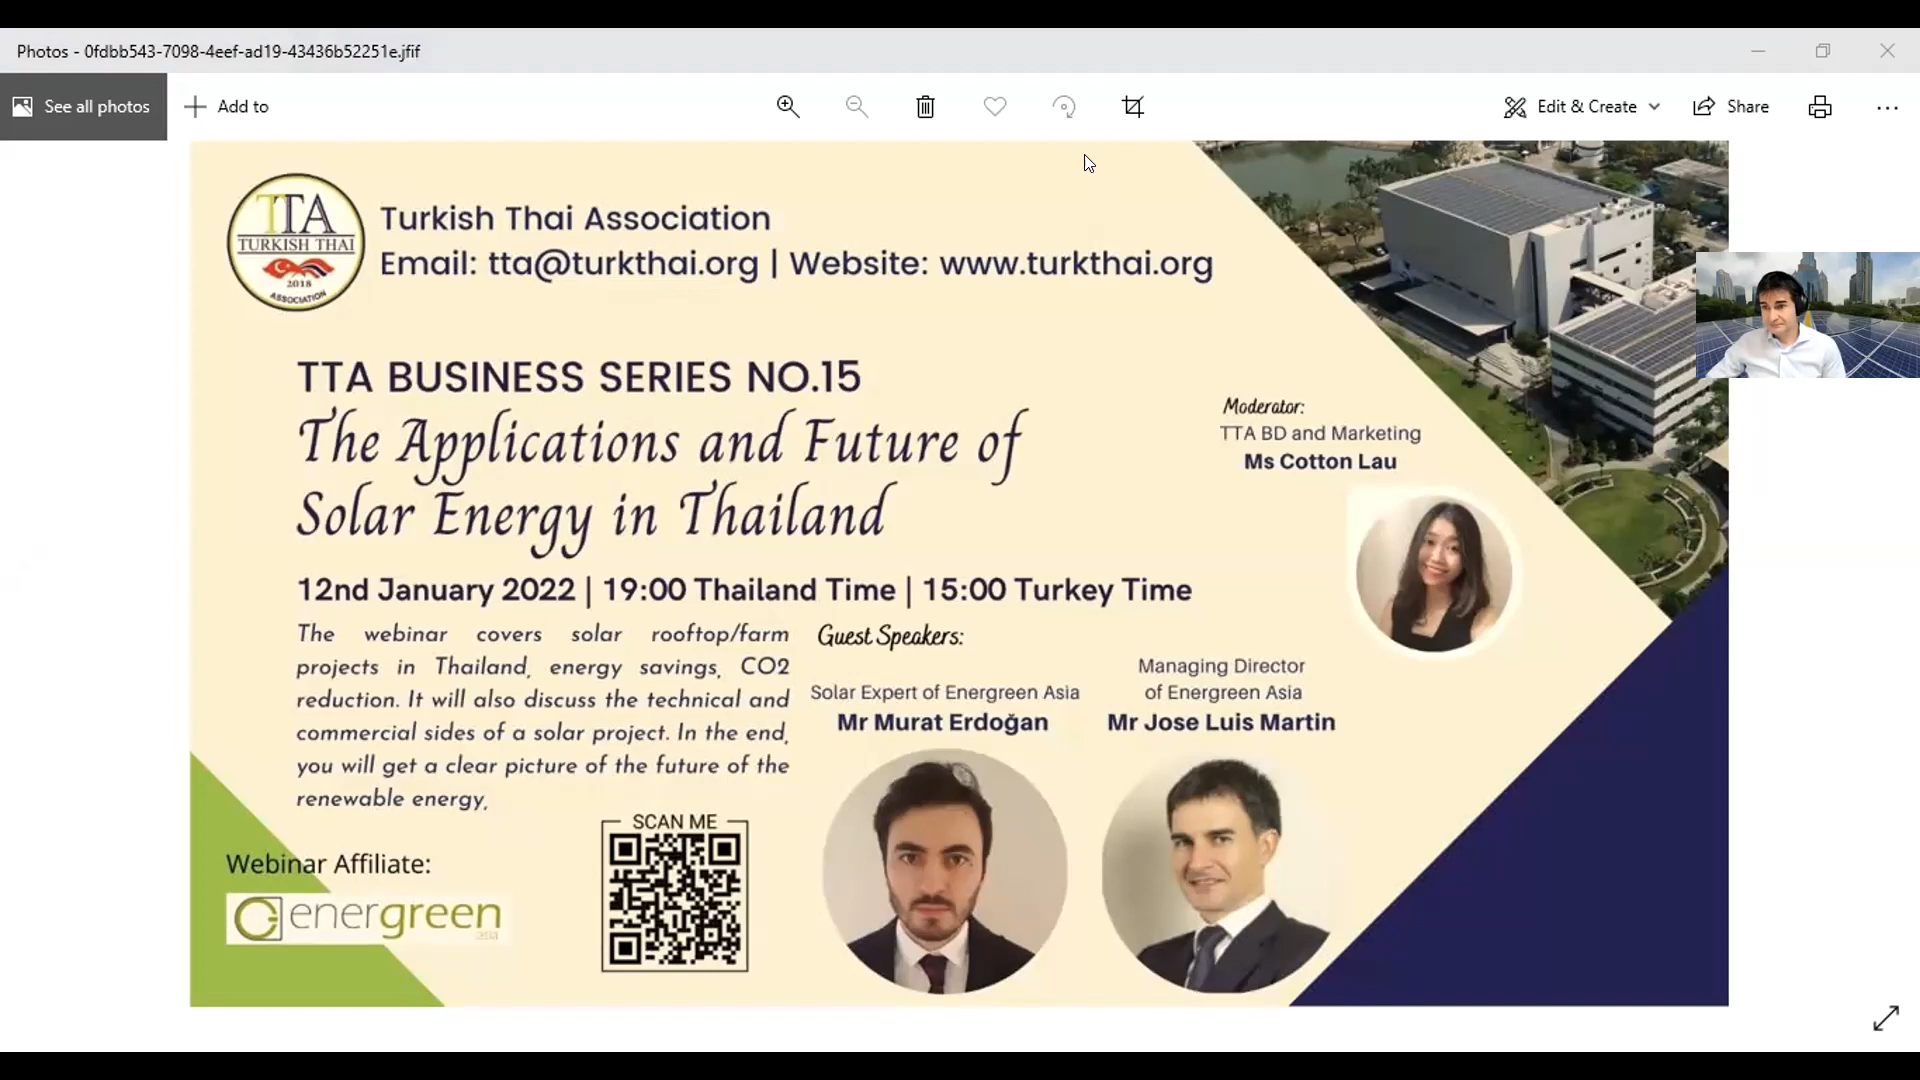 Photos - 0fdbb543-7098-4eef-ad19-43436b52251e.jfif
See all photos
Add to
Edit & Create
Share
TTA
TURKISH THAI
2018
ASSOCIATION
Turkish Thai Association
Email: tta@turkthai.org | Website: www.turkthai.org
TTA BUSINESS SERIES NO.15
The Applications and Future of
Solar Energy in Thailand
12nd January 2022 | 19:00 Thailand Time | 15:00 Turkey Time
The webinar covers solar rooftop/farm
projects in Thailand, energy savings, CO2
reduction. It will also discuss the technical and
commercial sides of a solar project. In the end,
you will get a clear picture of the future of the
renewable energy,
Moderator:
TTA BD and Marketing
Ms Cotton Lau
Guest Speakers:
Solar Expert of Energreen Asia
Mr Murat Erdoğan
Managing Director
of Energreen Asia
Mr Jose Luis Martin
Webinar Affiliate:
energreen
asia
SCAN ME